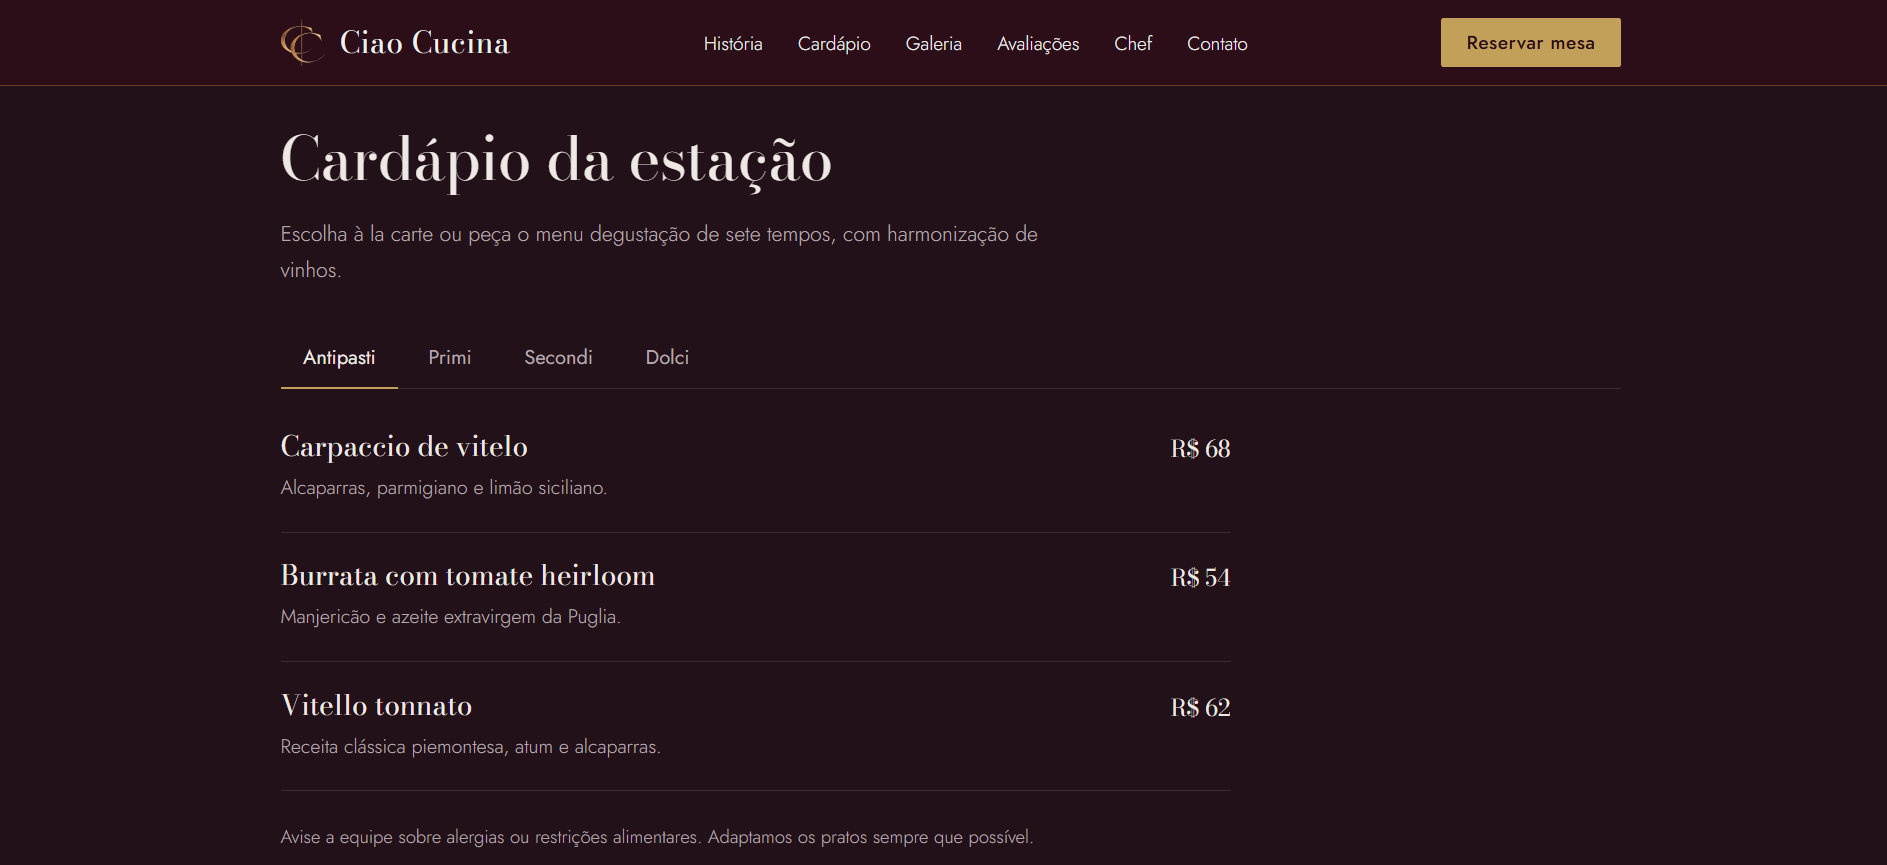 Ciao Cucina
História Cardápio Galeria Avaliações Chef Contato
Reservar mesa
Cardápio da estação
Escolha à la carte ou peça o menu degustação de sete tempos, com harmonização de
vinhos.
Antipasti Primi Secondi Dolci
Carpaccio de vitelo R$ 68
Alcaparras, parmigiano e limão siciliano.
Burrata com tomate heirloom R$ 54
Manjericão e azeite extravirgem da Puglia.
Vitello tonnato R$ 62
Receita clássica piemontesa, atum e alcaparras.
Avise a equipe sobre alergias ou restrições alimentares. Adaptamos os pratos sempre que possível.